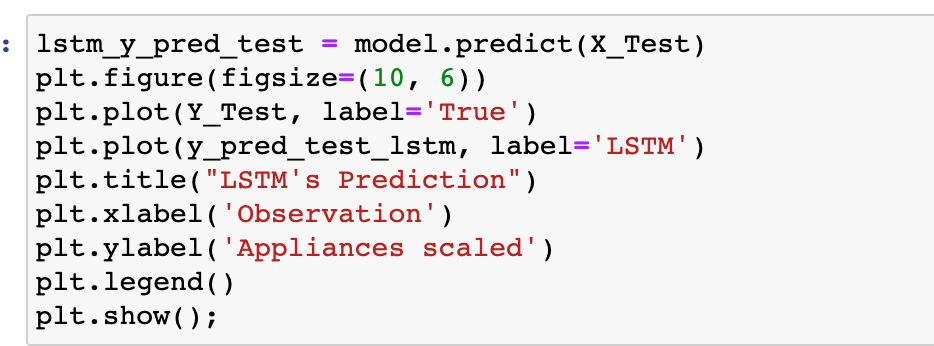 :
lstm_y_pred_test = model.predict(X_Test)
plt.figure(figsize=(10, 6))
plt.plot(Y_Test, label='True')
plt.plot(y_pred_test_lstm, label='LSTM')
plt.title("LSTM's Prediction")
plt.xlabel('Observation')
plt.ylabel('Appliances scaled')
plt.legend()
plt.show();